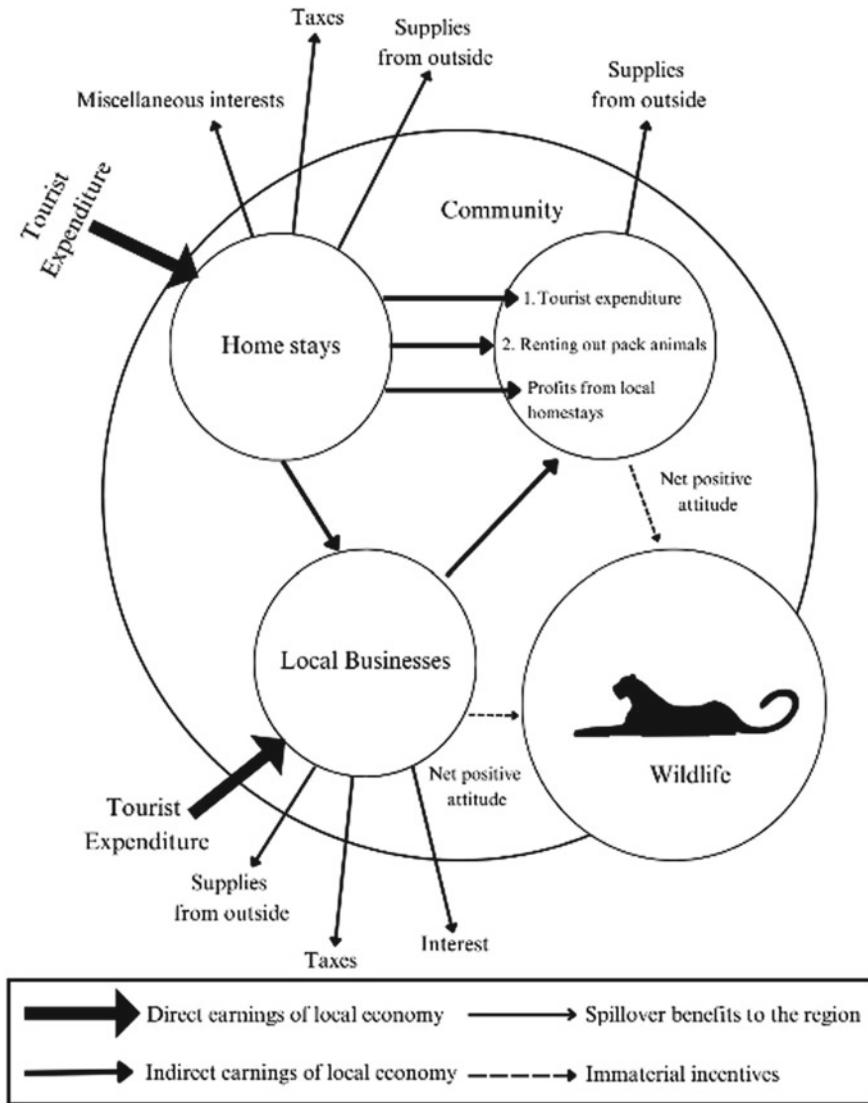 Taxes
Supplies
from outside
Supplies
from outside
Miscellaneous interests
Tourist
Expenditure
Community
Home stays
1. Tourist expenditure
2. Renting out pack animals
Profits from local
homestays
Net positive
attitude
Local Businesses
Wildlife
Net positive
attitude
Tourist
Expenditure
Supplies
from outside
Taxes
Interest
Direct earnings of local economy
Spillover benefits to the region
Indirect earnings of local economy
Immaterial incentives